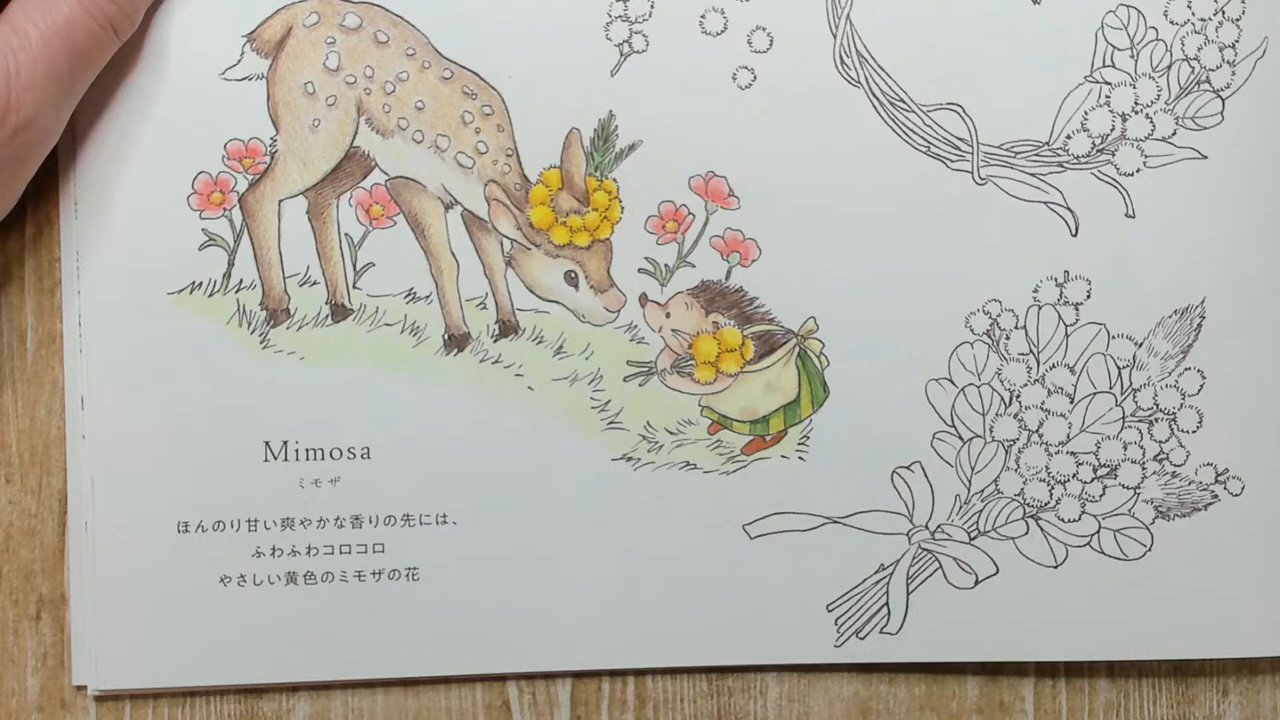 Mimosa
ミモザ
ほんのり甘い爽やかな香りの先には、
ふわふわコロコロ
やさしい黄色のミモザの花